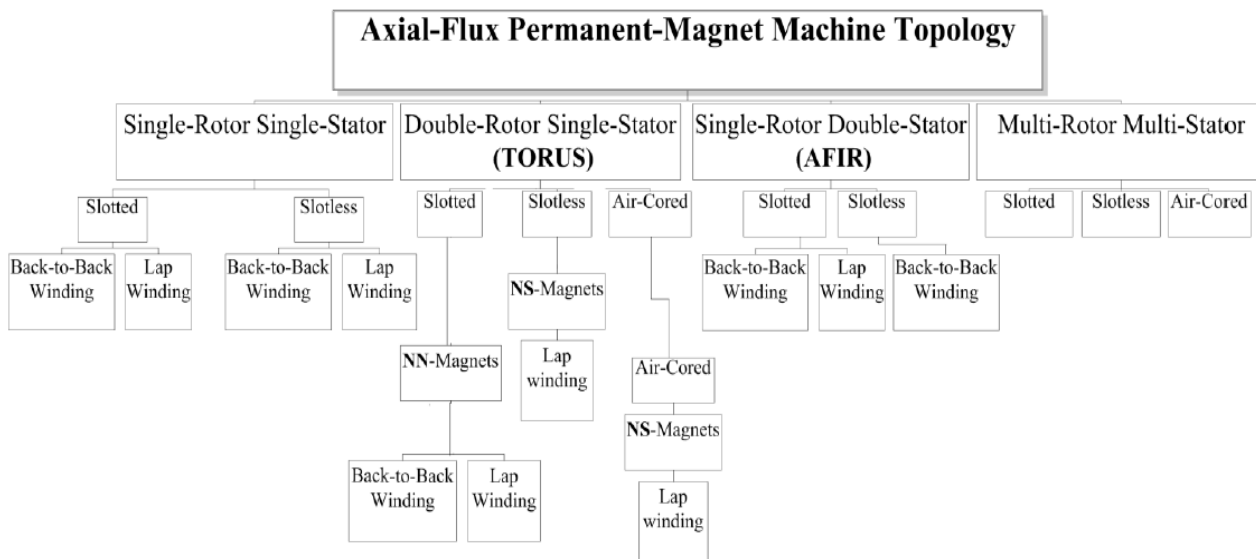 Axial-Flux Permanent-Magnet Machine Topology
Single-Rotor Single-Stator
Double-Rotor Single-Stator
(TORUS)
Single-Rotor Double-Stator
(AFIR)
Multi-Rotor Multi-Stator
Slotted
Slotless
Slotted
Slotless
Air-Cored
Slotted
Slotless
Slotted
Slotless
Air-Cored
Back-to-Back
Winding
Lap
Winding
Back-to-Back
Winding
Lap
Winding
NS-Magnets
Back-to-Back
Winding
Lap
Winding
Back-to-Back
Winding
NN-Magnets
Lap
winding
Air-Cored
NS-Magnets
Back-to-Back
Winding
Lap
Winding
Lap
winding